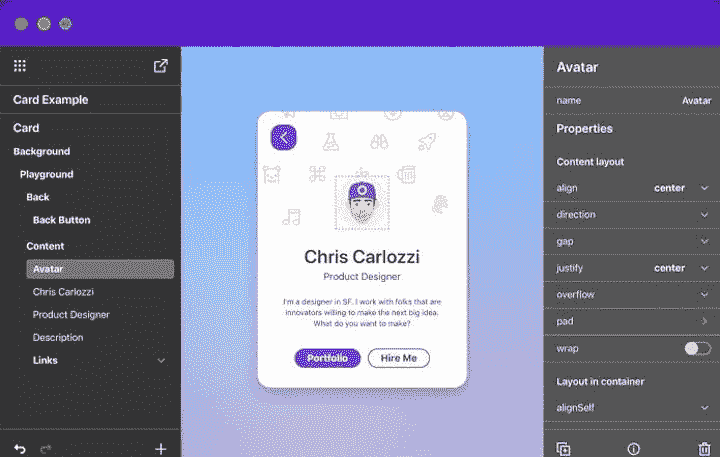 Card Example
Card
Background
Playground
Back
Back Button
Content
Avatar
Chris Carlozzi
Product Designer
Description
Links
Chris Carlozzi
Product Designer
I'm a designer in SF. I work with folks that are
innovators willing to make the next big idea.
What do you want to make?
Portfolio
Hire Me
Avatar
name Avatar
Properties
Content layout
align center
direction
gap
justify center
overflow
pad
wrap
Layout in container
alignSelf